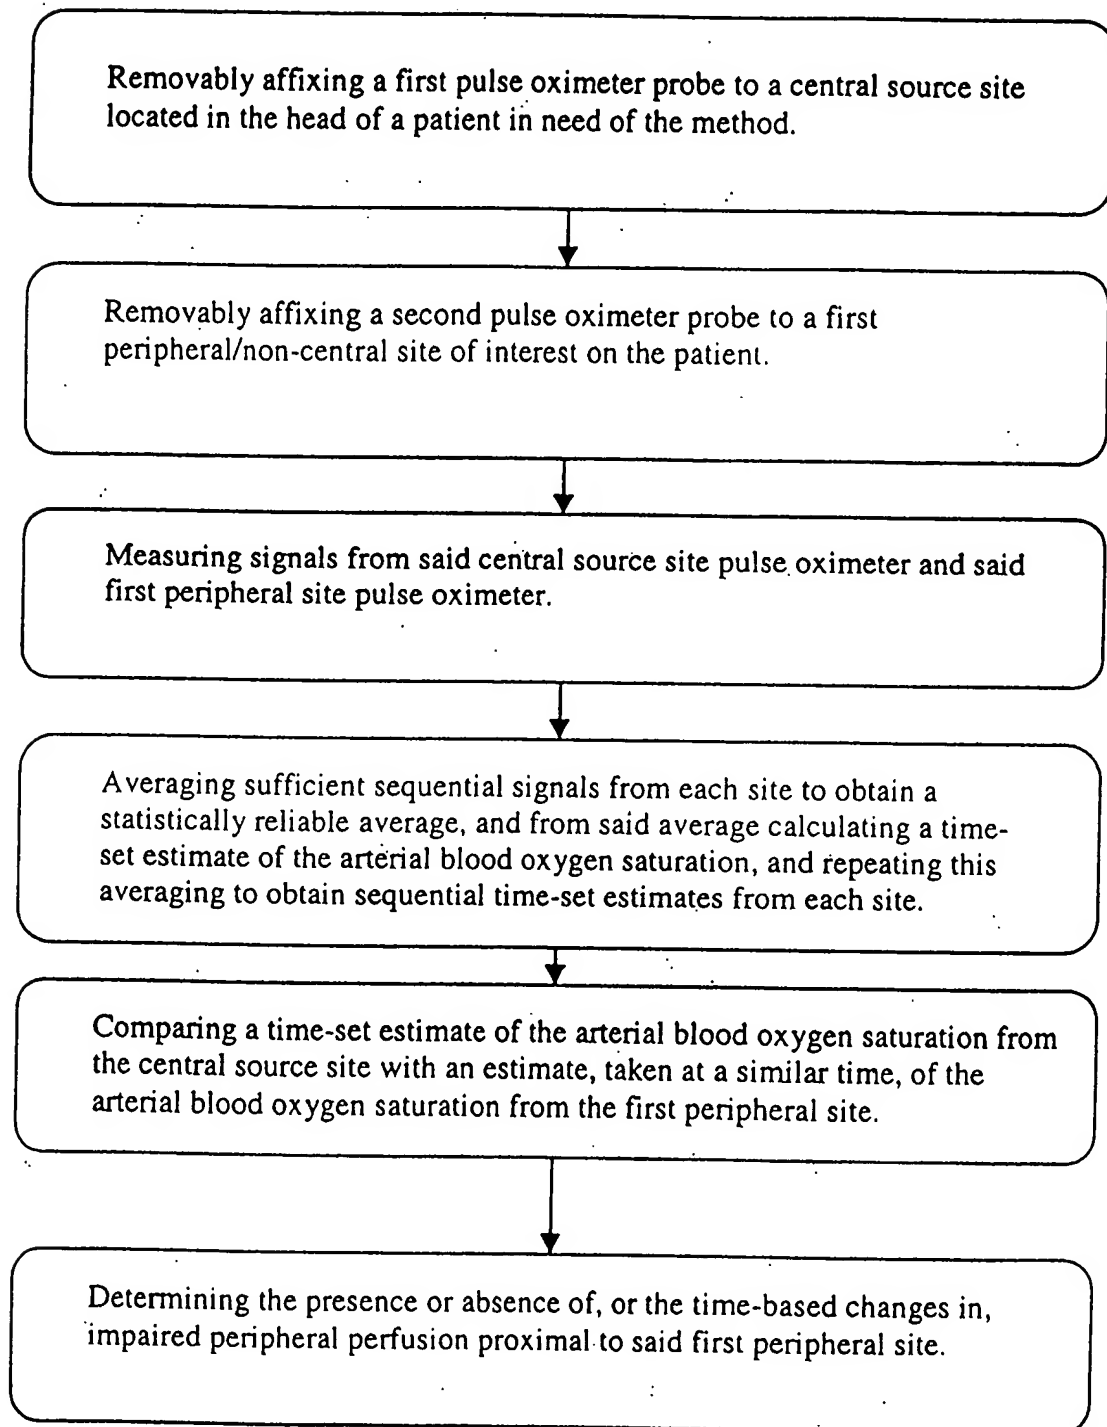 Removably affixing a first pulse oximeter probe to a central source site
located in the head of a patient in need of the method.
Removably affixing a second pulse oximeter probe to a first
peripheral/non-central site of interest on the patient.
Measuring signals from said central source site pulse oximeter and said
first peripheral site pulse oximeter.
Averaging sufficient sequential signals from each site to obtain a
statistically reliable average, and from said average calculating a time-
set estimate of the arterial blood oxygen saturation, and repeating this
averaging to obtain sequential time-set estimates from each site.
Comparing a time-set estimate of the arterial blood oxygen saturation from
the central source site with an estimate, taken at a similar time, of the
arterial blood oxygen saturation from the first peripheral site.
Determining the presence or absence of, or the time-based changes in,
impaired peripheral perfusion proximal to said first peripheral site.